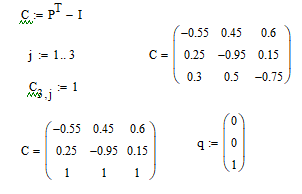 C := P^T − I
j := 1..3
C = (−0.55 0.45 0.6
0.25 −0.95 0.15
0.3 0.5 −0.75)
C_3,j := 1
C = (−0.55 0.45 0.6
0.25 −0.95 0.15
1 1 1)
q := (0
0
1)